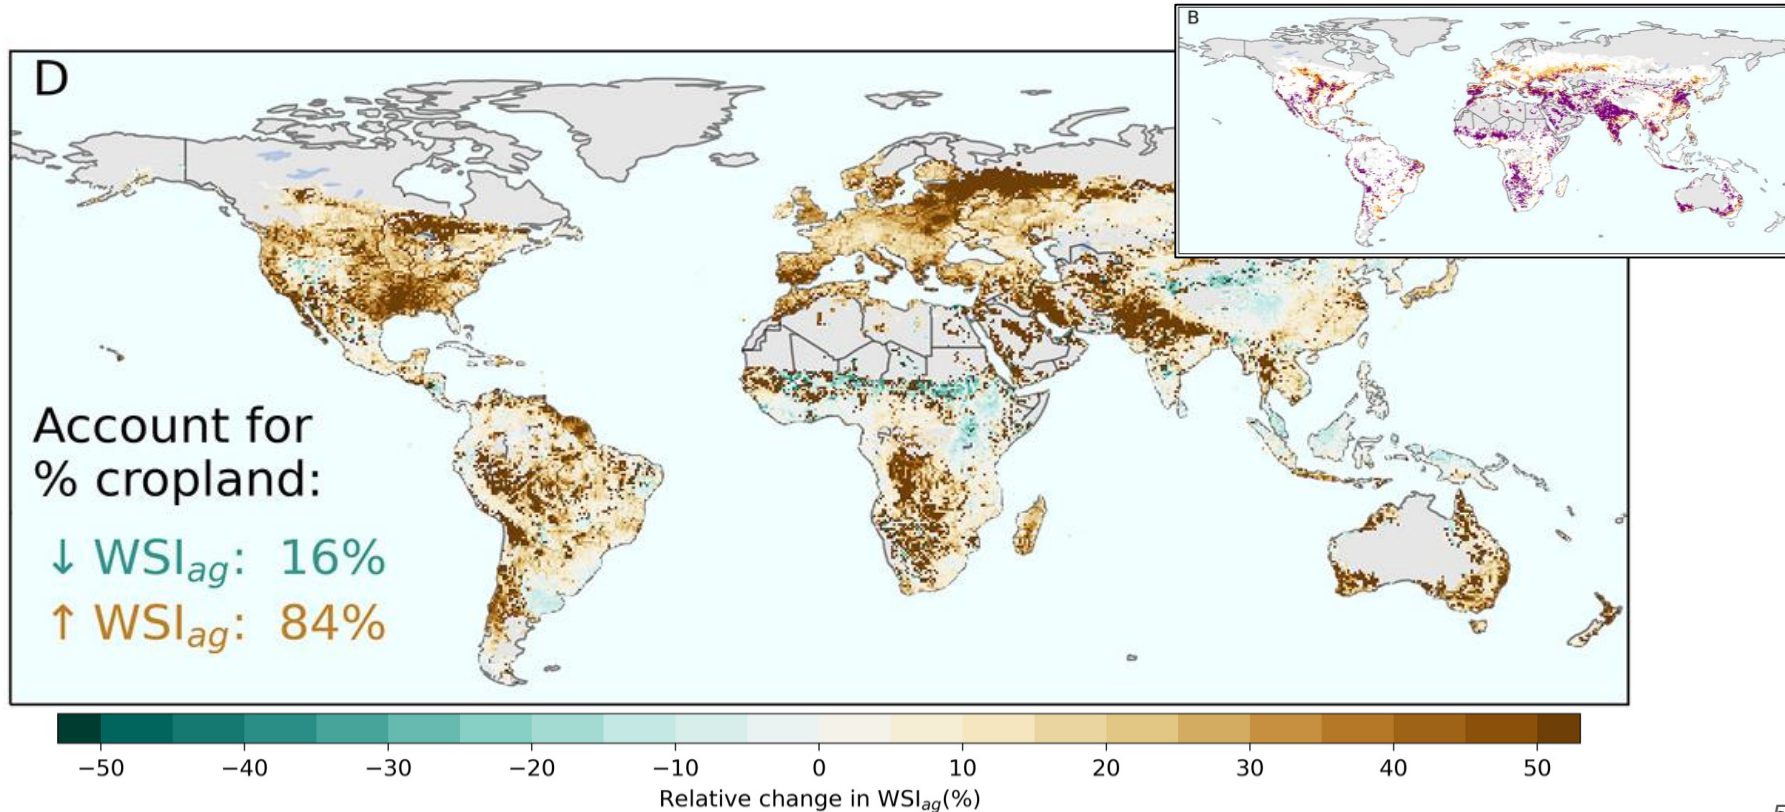 B
D
Account for
% cropland:
↓ WSIag: 16%
↑ WSIag: 84%
−50 −40 −30 −20 −10 0 10 20 30 40 50
Relative change in WSIag(%)